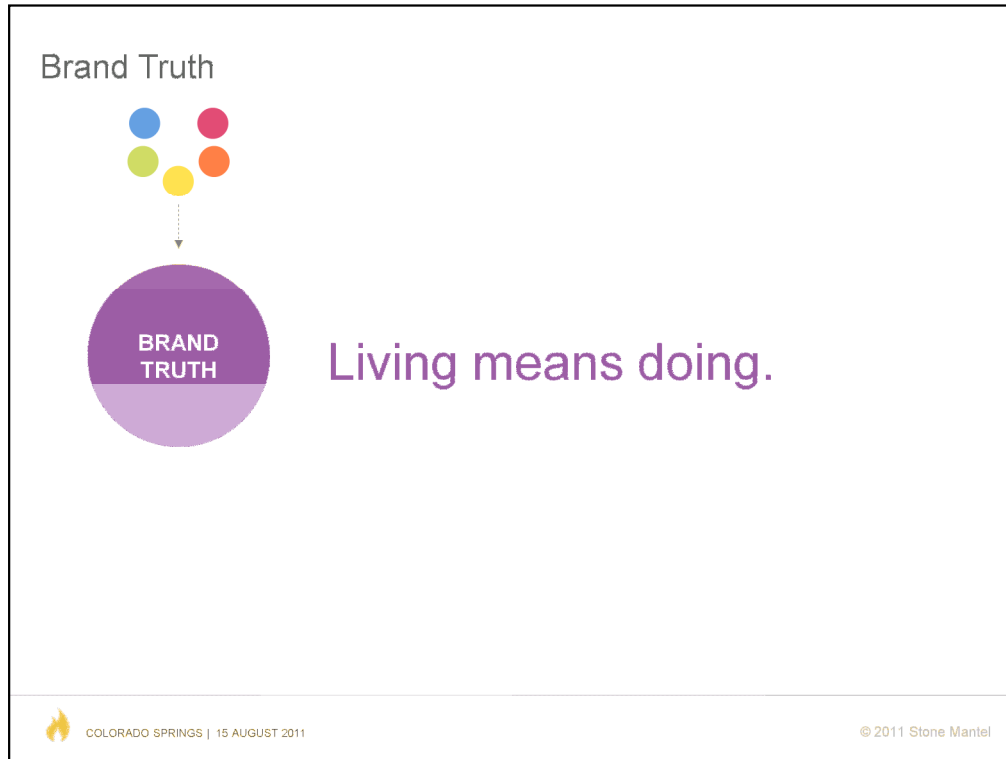 Brand Truth
BRAND
TRUTH
Living means doing.
COLORADO SPRINGS | 15 AUGUST 2011
© 2011 Stone Mantel